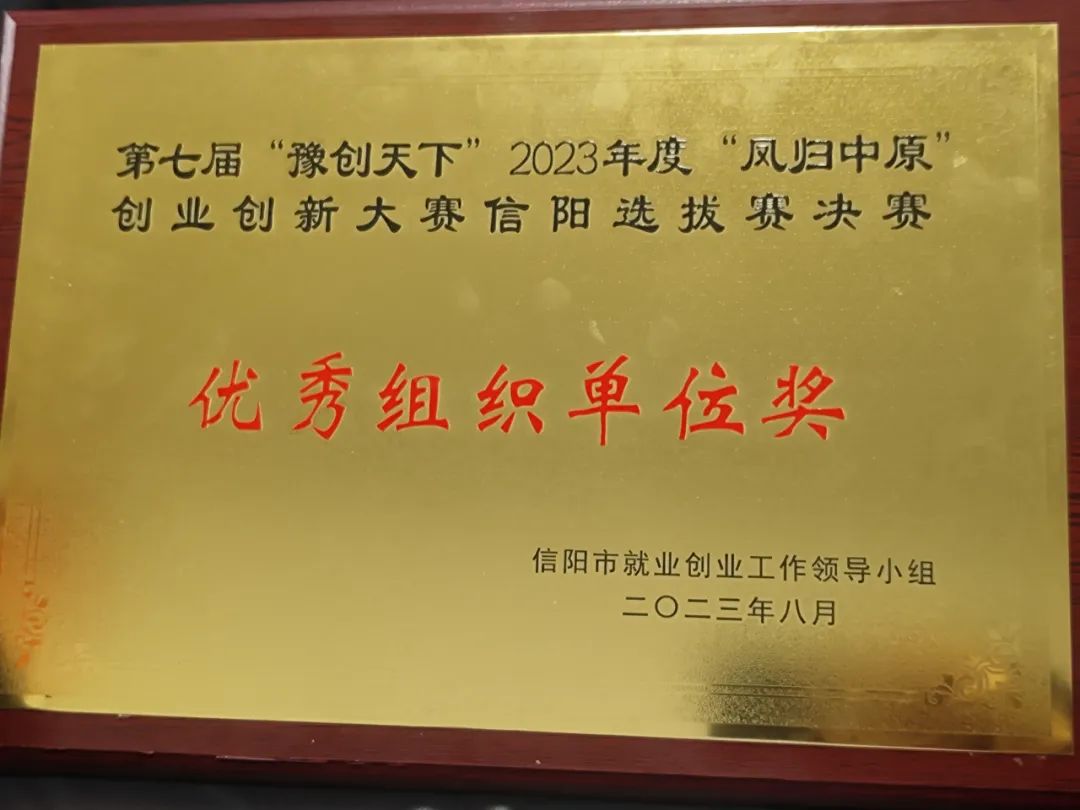 第七届“豫创天下”2023年度“凤归中原”
创业创新大赛信阳选拔赛决赛
优秀组织单位奖
信阳市就业创业工作领导小组
二〇二三年八月